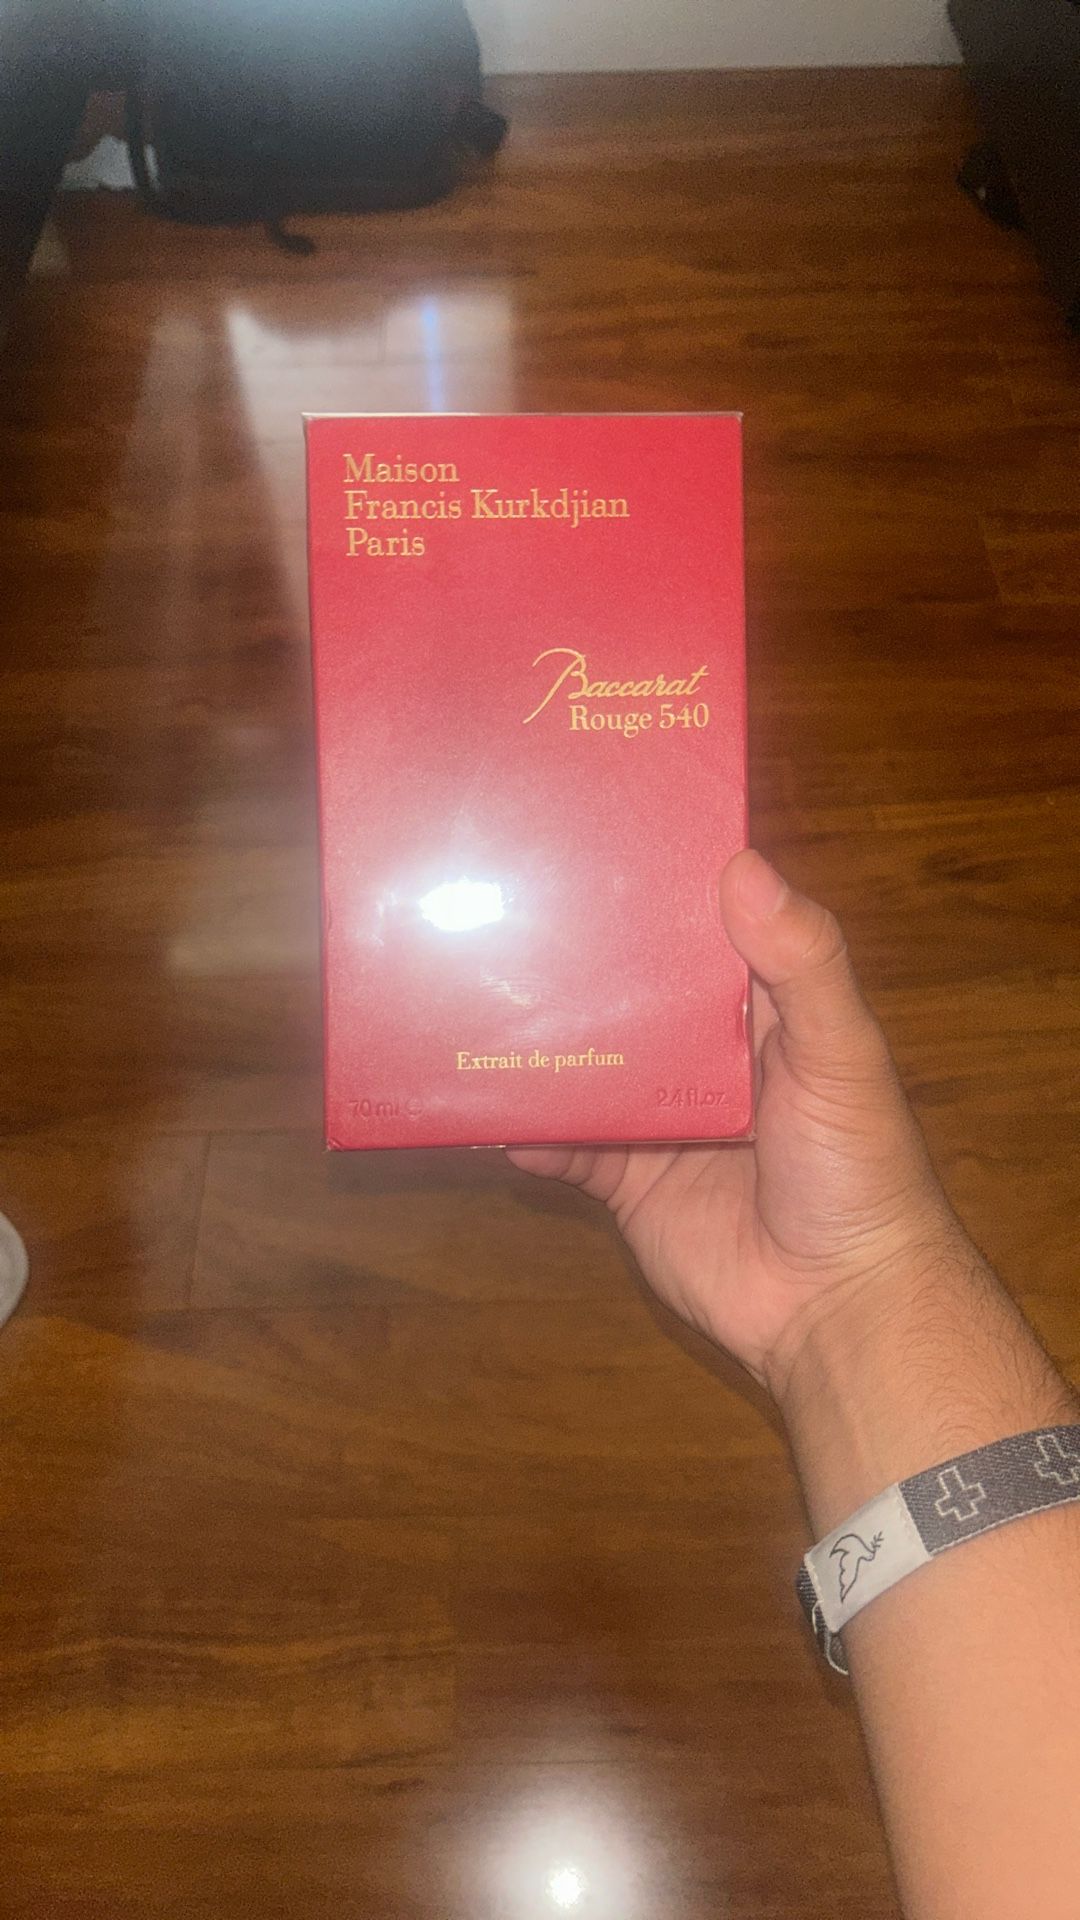 Maison
Francis Kurkdjian
Paris
Baccarat
Rouge 540
Extrait de parfum
70 ml ℮ 2.4 fl.oz